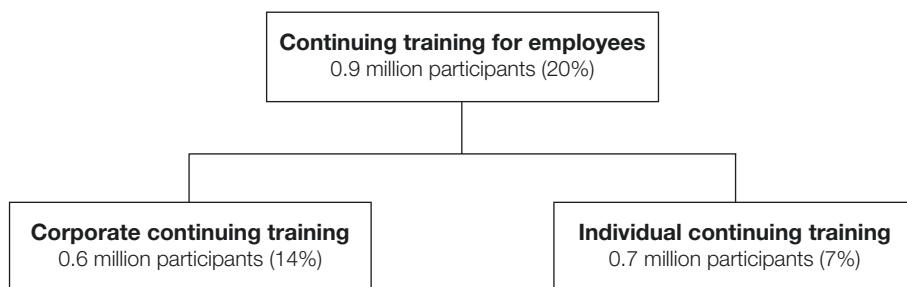 Continuing training for employees
0.9 million participants (20%)
Corporate continuing training
0.6 million participants (14%)
Individual continuing training
0.7 million participants (7%)